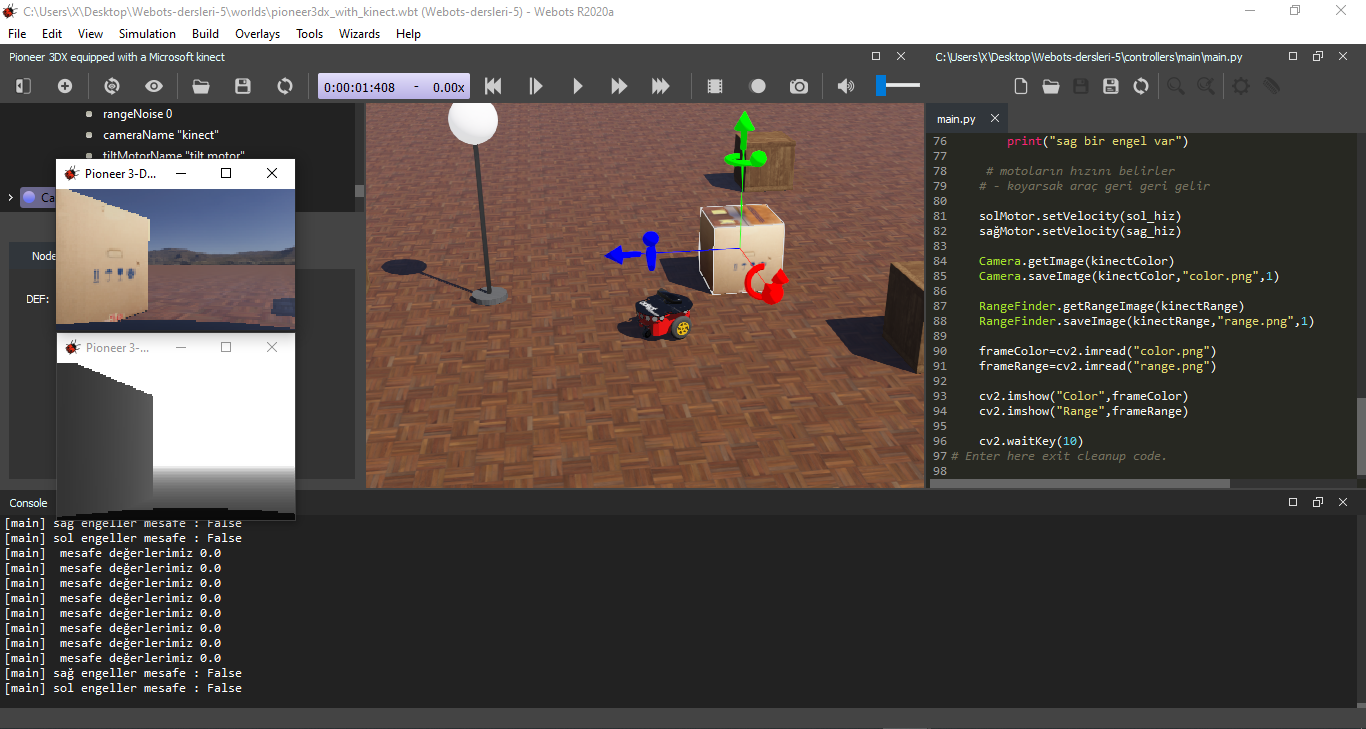 C:\Users\X\Desktop\Webots-dersleri-5\worlds\pioneer3dx_with_kinect.wbt (Webots-dersleri-5) - Webots R2020a
File Edit View Simulation Build Overlays Tools Wizards Help
Pioneer 3DX equipped with a Microsoft kinect
0:00:01:408 - 0.00x
rangeNoise 0
cameraName "kinect"
tiltMotorName "tilt motor"
Pioneer 3-D...
Ca
Node
DEF:
Pioneer 3-...
C:\Users\X\Desktop\Webots-dersleri-5\controllers\main\main.py
main.py
76 print("sag bir engel var")
77
78 # motoların hızını belirler
79 # - koyarsak araç geri geri gelir
80
81 solMotor.setVelocity(sol_hiz)
82 sağMotor.setVelocity(sag_hiz)
83
84 Camera.getImage(kinectColor)
85 Camera.saveImage(kinectColor,"color.png",1)
86
87 RangeFinder.getRangeImage(kinectRange)
88 RangeFinder.saveImage(kinectRange,"range.png",1)
89
90 frameColor=cv2.imread("color.png")
91 frameRange=cv2.imread("range.png")
92
93 cv2.imshow("Color",frameColor)
94 cv2.imshow("Range",frameRange)
95
96 cv2.waitKey(10)
97 # Enter here exit cleanup code.
98
Console
[main] sağ engeller mesafe : False
[main] sol engeller mesafe : False
[main] mesafe değerlerimiz 0.0
[main] mesafe değerlerimiz 0.0
[main] mesafe değerlerimiz 0.0
[main] mesafe değerlerimiz 0.0
[main] mesafe değerlerimiz 0.0
[main] mesafe değerlerimiz 0.0
[main] mesafe değerlerimiz 0.0
[main] mesafe değerlerimiz 0.0
[main] sağ engeller mesafe : False
[main] sol engeller mesafe : False